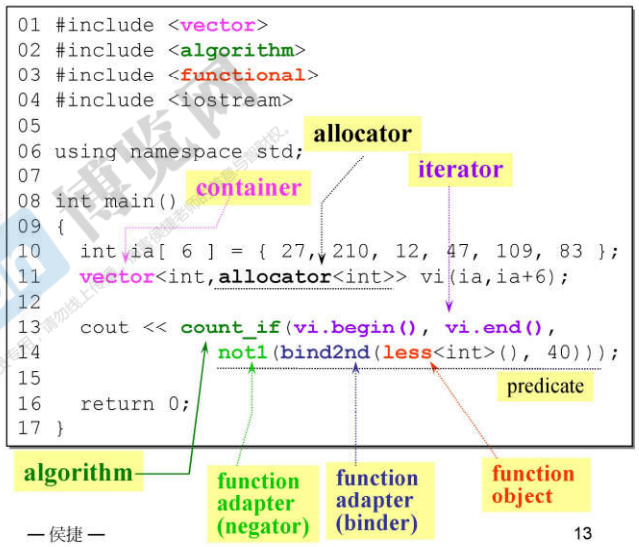 01 #include <vector>
02 #include <algorithm>
03 #include <functional>
04 #include <iostream>
05
allocator
06 using namespace std;
iterator
07
container
08 int main()
09 {
10 int ia[ 6 ] = { 27, 210, 12, 47, 109, 83 };
11 vector<int,allocator<int>> vi(ia,ia+6);
12
13 cout << count_if(vi.begin(), vi.end(),
14 not1(bind2nd(less<int>(), 40)));
15
predicate
16 return 0;
17 }
algorithm
function
adapter
(negator)
function
adapter
(binder)
function
object
— 侯捷 —
13
博览网